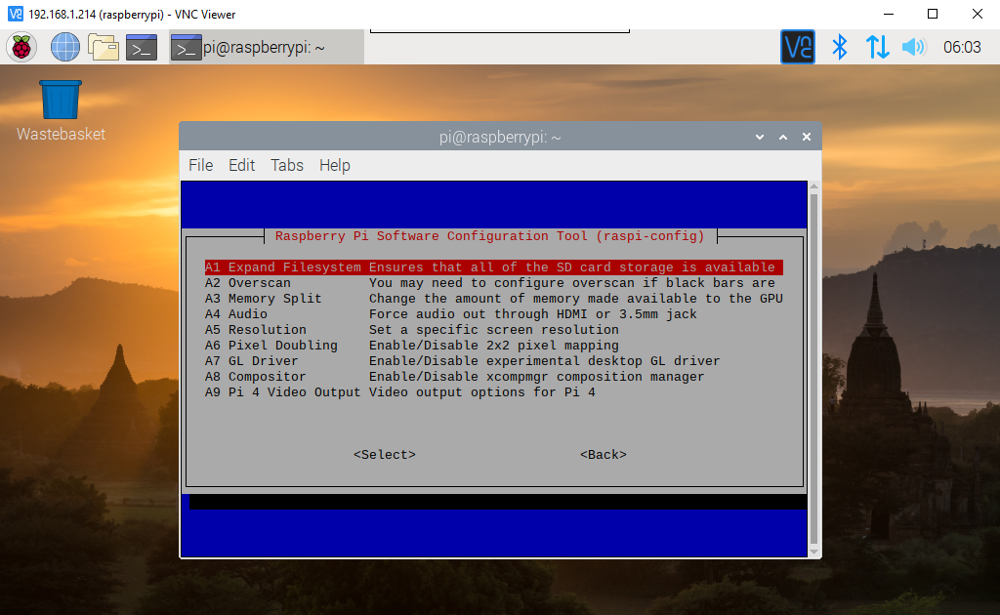 192.168.1.214 (raspberrypi) - VNC Viewer
pi@raspberrypi: ~
06:03
Wastebasket
pi@raspberrypi: ~
File Edit Tabs Help
Raspberry Pi Software Configuration Tool (raspi-config)
A1 Expand Filesystem Ensures that all of the SD card storage is available
A2 Overscan You may need to configure overscan if black bars are
A3 Memory Split Change the amount of memory made available to the GPU
A4 Audio Force audio out through HDMI or 3.5mm jack
A5 Resolution Set a specific screen resolution
A6 Pixel Doubling Enable/Disable 2x2 pixel mapping
A7 GL Driver Enable/Disable experimental desktop GL driver
A8 Compositor Enable/Disable xcompmgr composition manager
A9 Pi 4 Video Output Video output options for Pi 4
<Select> <Back>